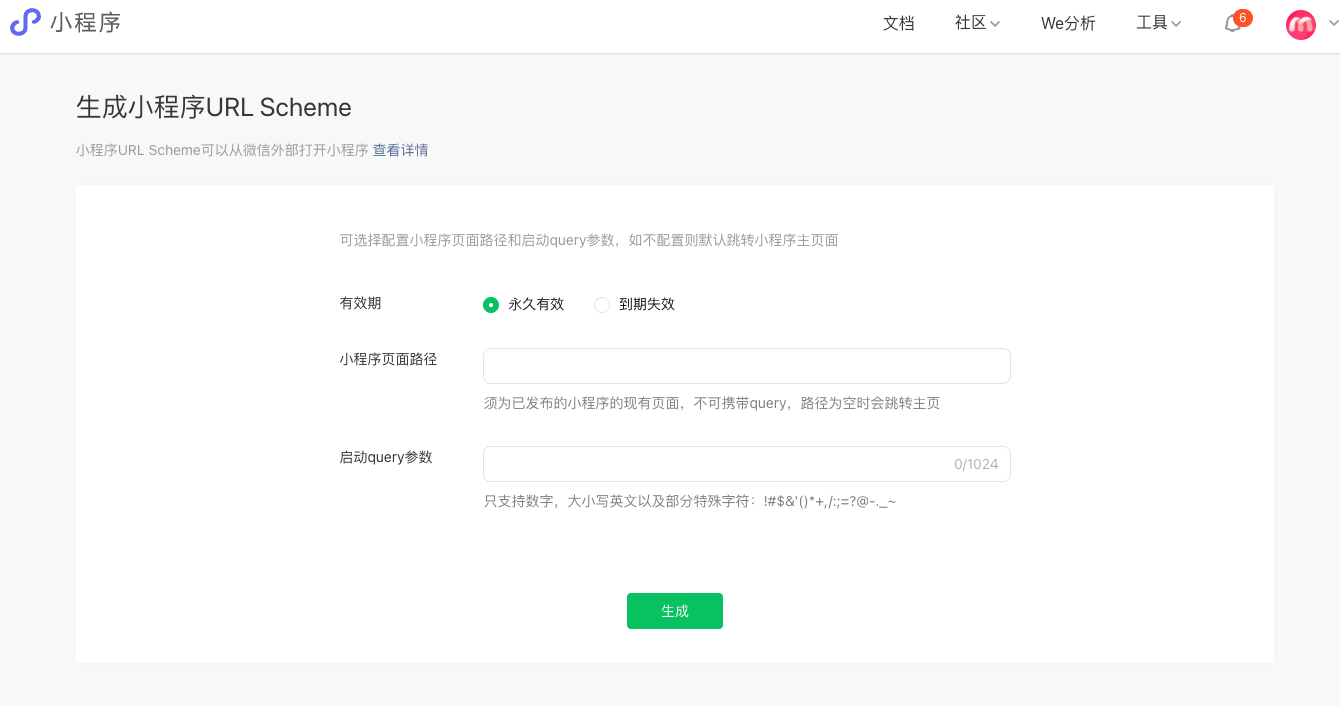 小程序 文档 社区 We分析 工具 6
生成小程序URL Scheme
小程序URL Scheme可以从微信外部打开小程序 查看详情
可选择配置小程序页面路径和启动query参数，如不配置则默认跳转小程序主页面
有效期 永久有效 到期失效
小程序页面路径
须为已发布的小程序的现有页面，不可携带query，路径为空时会跳转主页
启动query参数 0/1024
只支持数字，大小写英文以及部分特殊字符：!#$&'()*+,/:;=?@-._~
生成